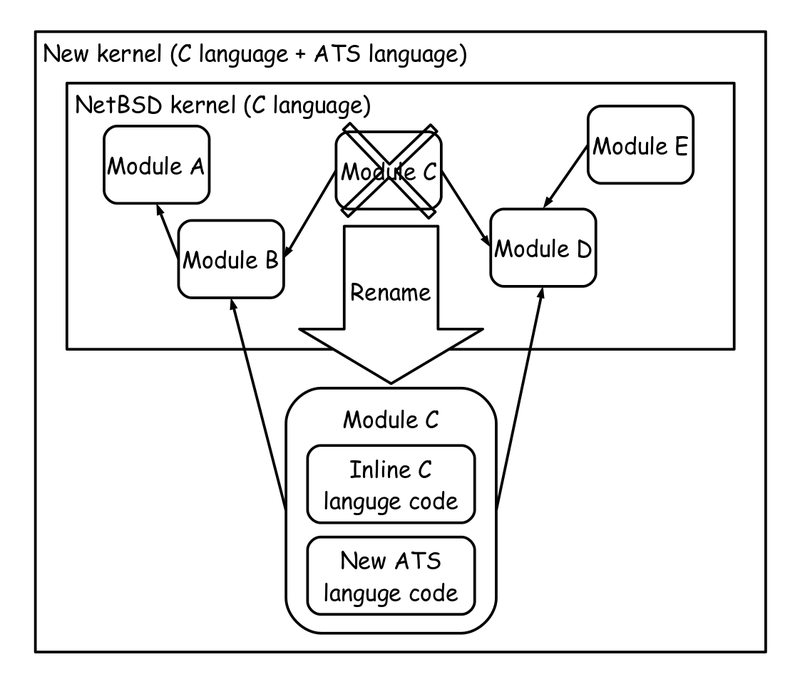 New kernel (C language + ATS language)
NetBSD kernel (C language)
Module A
Module C
Module E
Module B
Module D
Rename
Module C
Inline C
languge code
New ATS
languge code